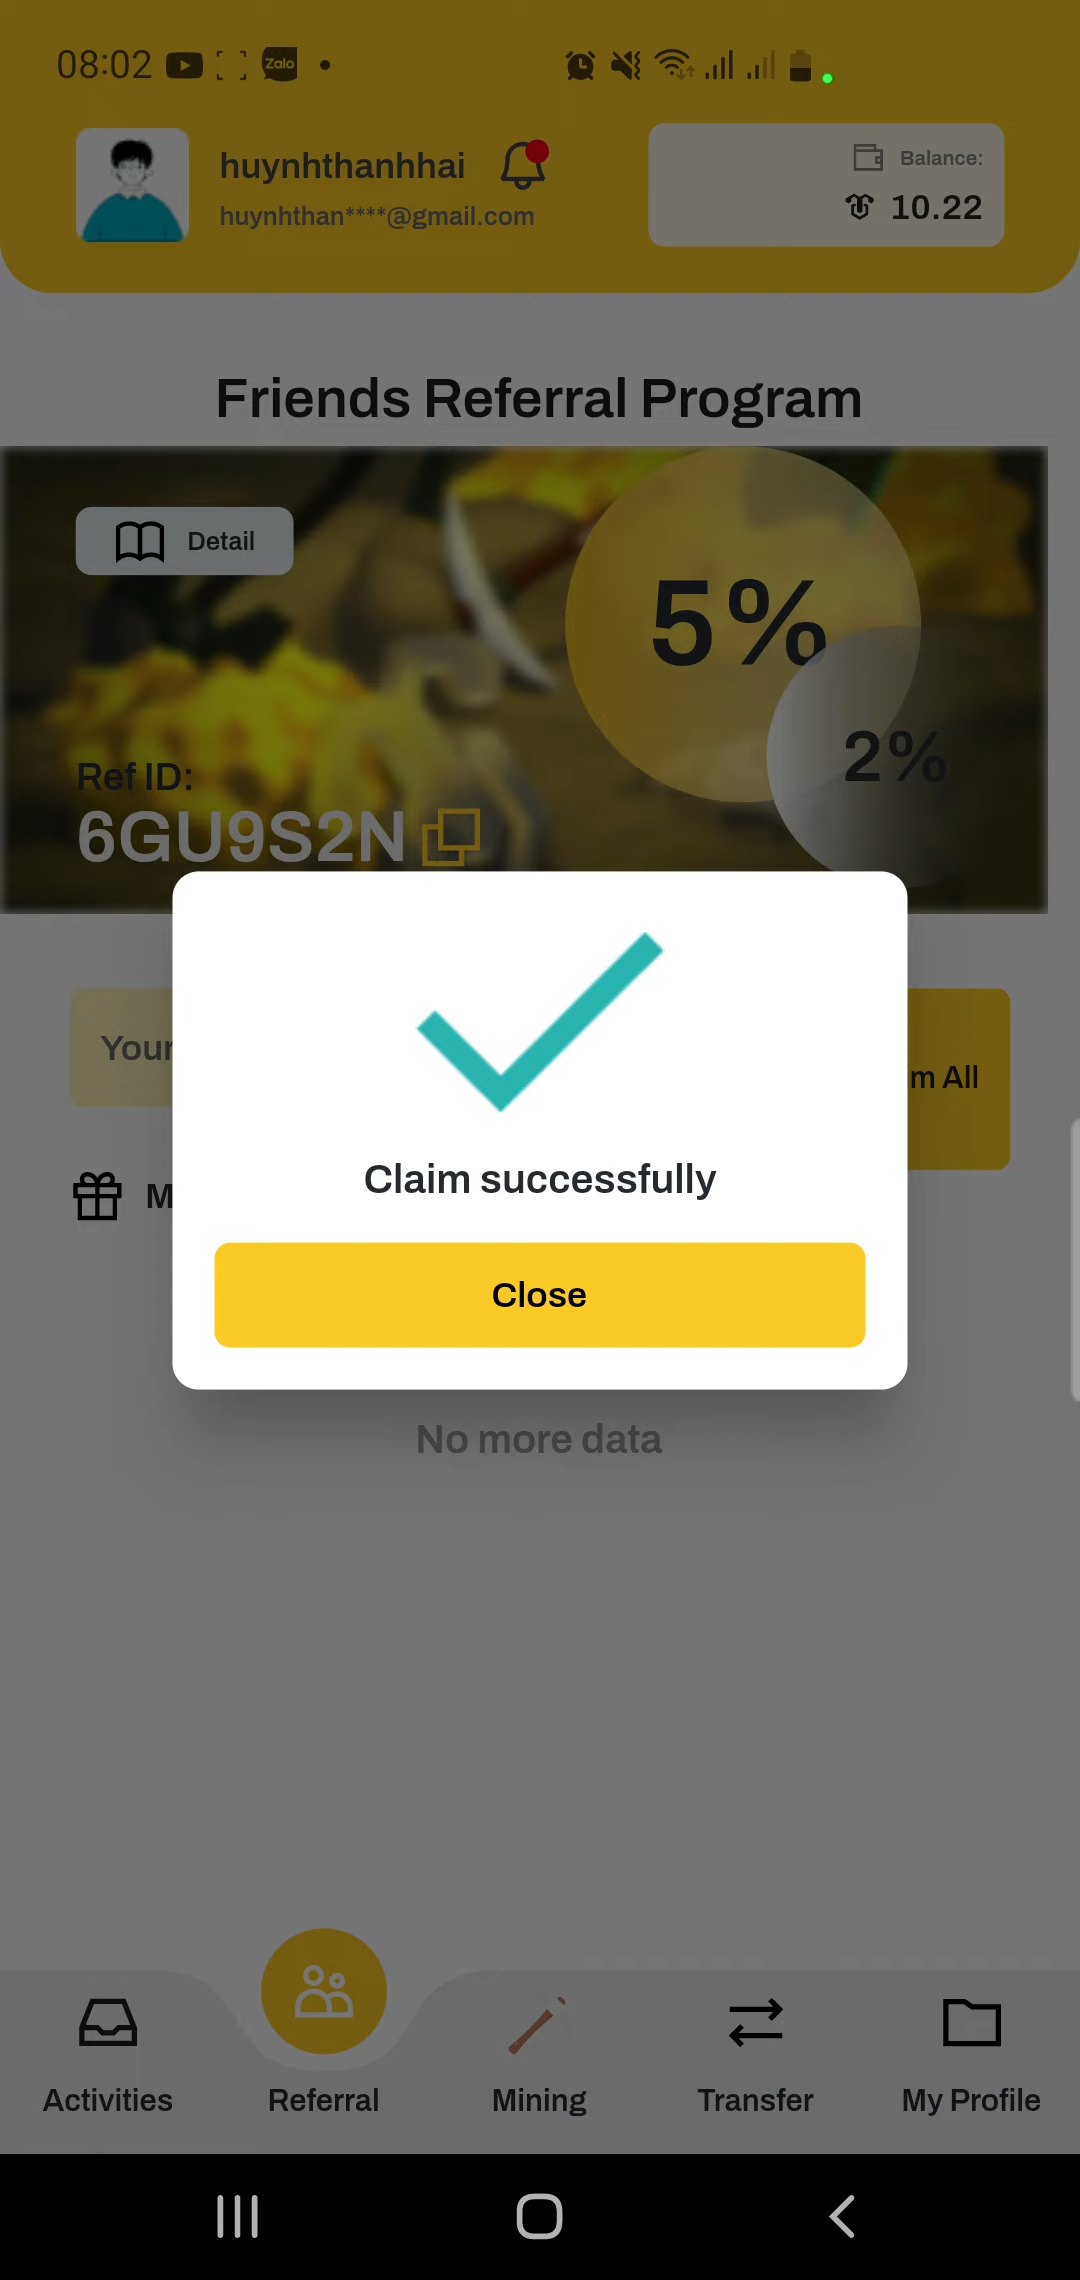 08:02
Zalo
huynhthanhhai
huynhthan****@gmail.com
Balance:
10.22
Friends Referral Program
Detail
5%
2%
Ref ID:
6GU9S2N
Your
m All
M
Claim successfully
Close
No more data
Activities
Referral
Mining
Transfer
My Profile